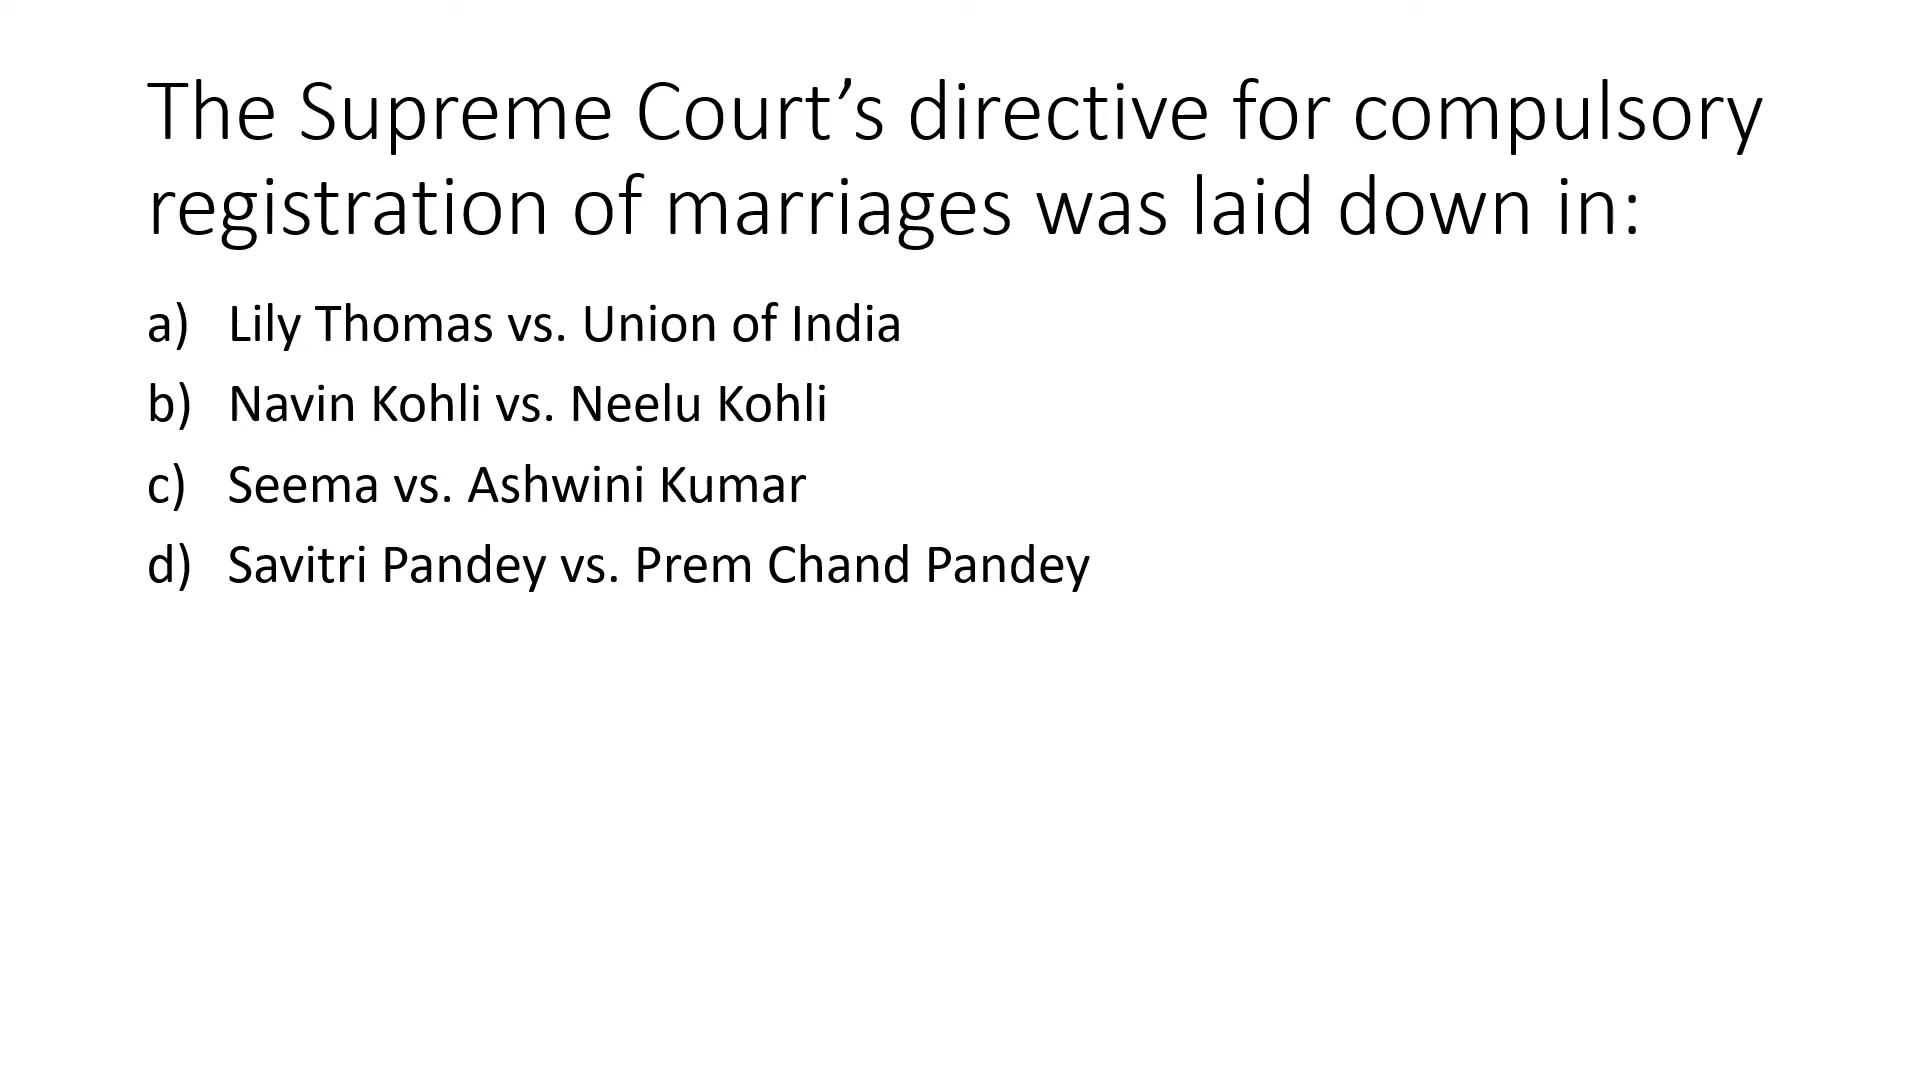 The Supreme Court’s directive for compulsory
registration of marriages was laid down in:
a) Lily Thomas vs. Union of India
b) Navin Kohli vs. Neelu Kohli
c) Seema vs. Ashwini Kumar
d) Savitri Pandey vs. Prem Chand Pandey